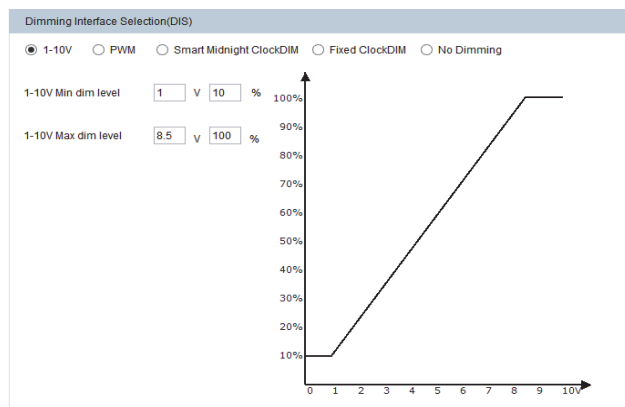 Dimming Interface Selection(DIS)
1-10V PWM Smart Midnight ClockDIM Fixed ClockDIM No Dimming
1-10V Min dim level 1 V 10 %
1-10V Max dim level 8.5 V 100 %
100%
90%
80%
70%
60%
50%
40%
30%
20%
10%
0 1 2 3 4 5 6 7 8 9 10V